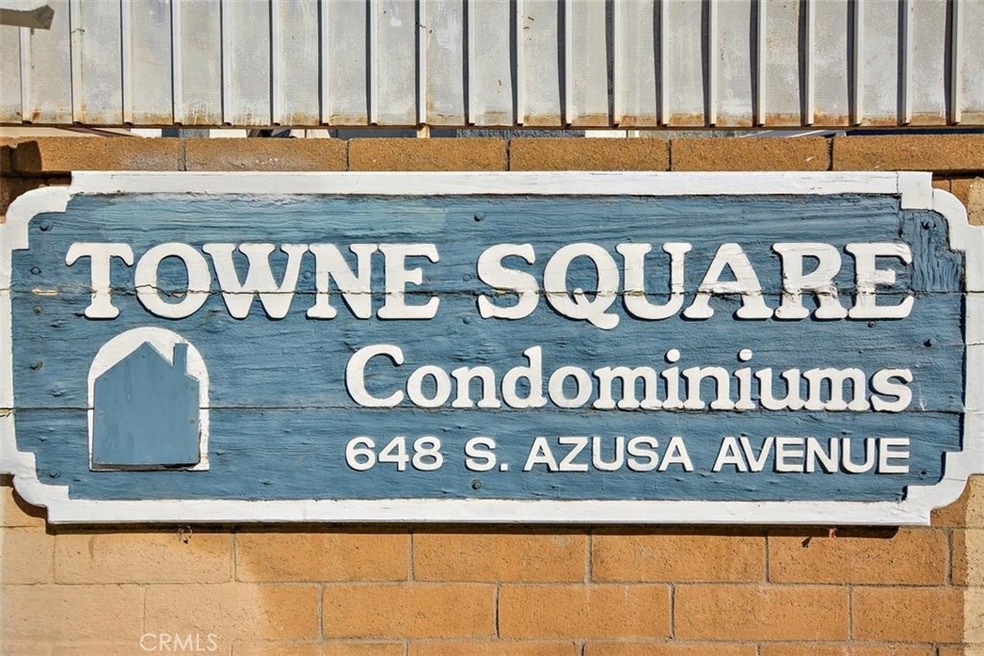 TOWNE SQUARE
Condominiums
648 S. AZUSA AVENUE
CRMLS